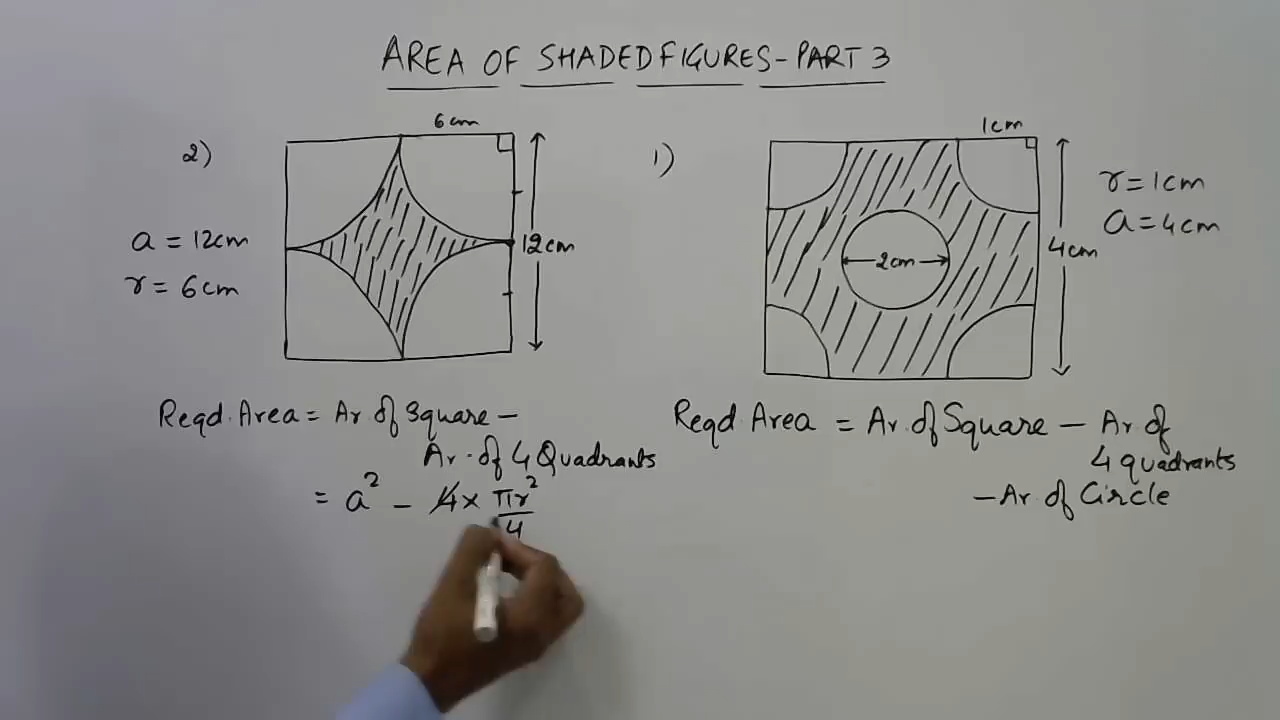 AREA OF SHADED FIGURES - PART 3
2)
6cm
12cm
a = 12cm
r = 6cm
Reqd. Area = Ar of Square -
Ar. of 4 Quadrants
= a² - 4 × πr²/4
1)
1cm
2cm
4cm
r = 1cm
a = 4cm
Reqd Area = Ar. of Square - Ar of
4 quadrants
- Ar of Circle